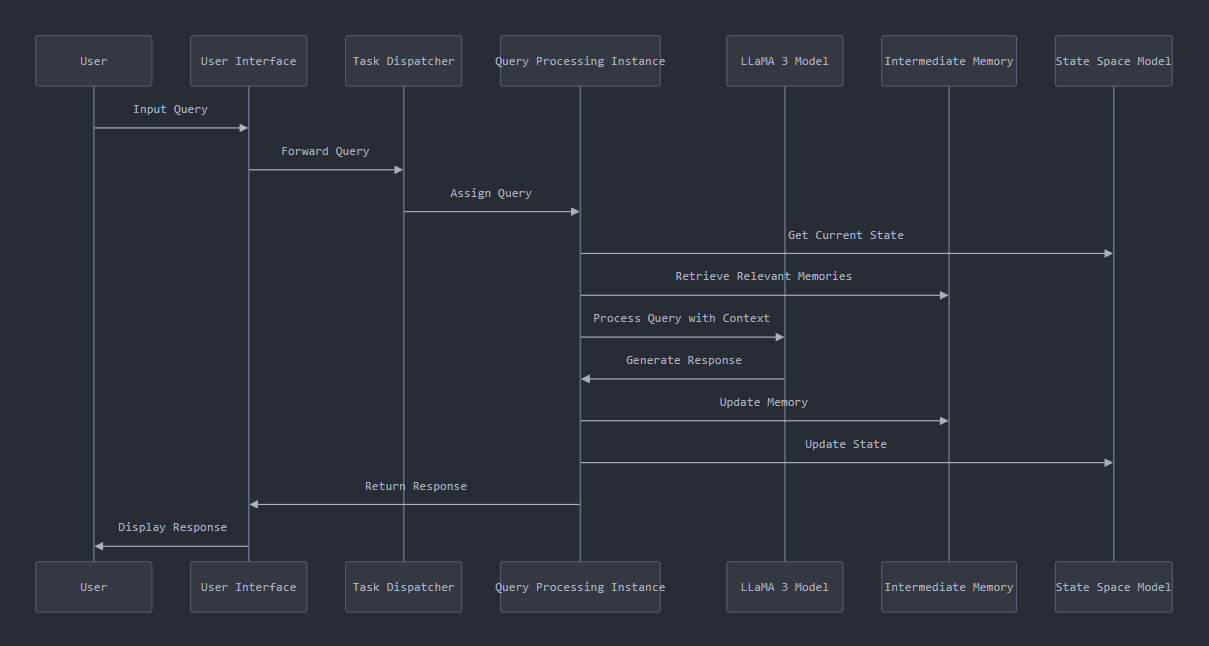 User
User Interface
Task Dispatcher
Query Processing Instance
LLaMA 3 Model
Intermediate Memory
State Space Model
Input Query
Forward Query
Assign Query
Get Current State
Retrieve Relevant Memories
Process Query with Context
Generate Response
Update Memory
Update State
Return Response
Display Response
User
User Interface
Task Dispatcher
Query Processing Instance
LLaMA 3 Model
Intermediate Memory
State Space Model